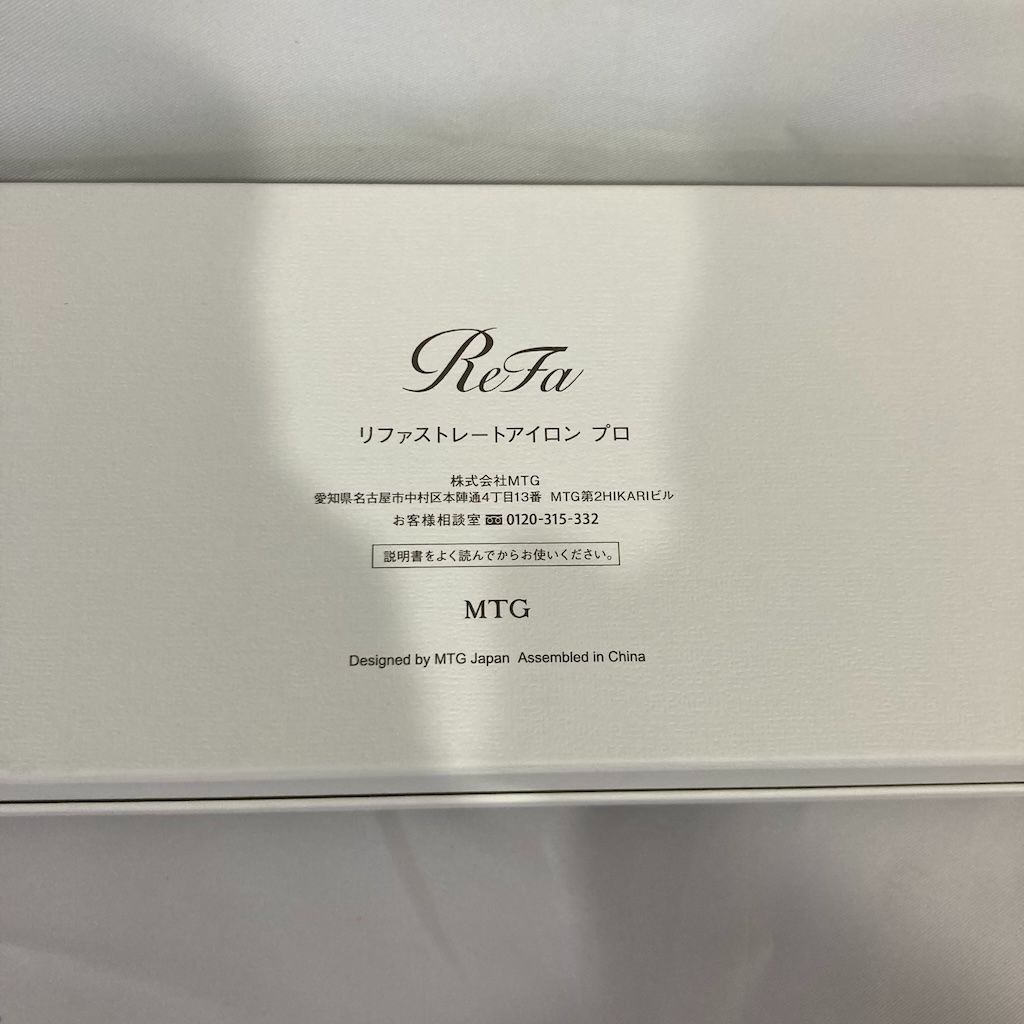 ReFa
リファストレートアイロン プロ
株式会社MTG
愛知県名古屋市中村区本陣通4丁目13番 MTG第2HIKARIビル
お客様相談室 0120-315-332
説明書をよく読んでからお使いください。
MTG
Designed by MTG Japan Assembled in China